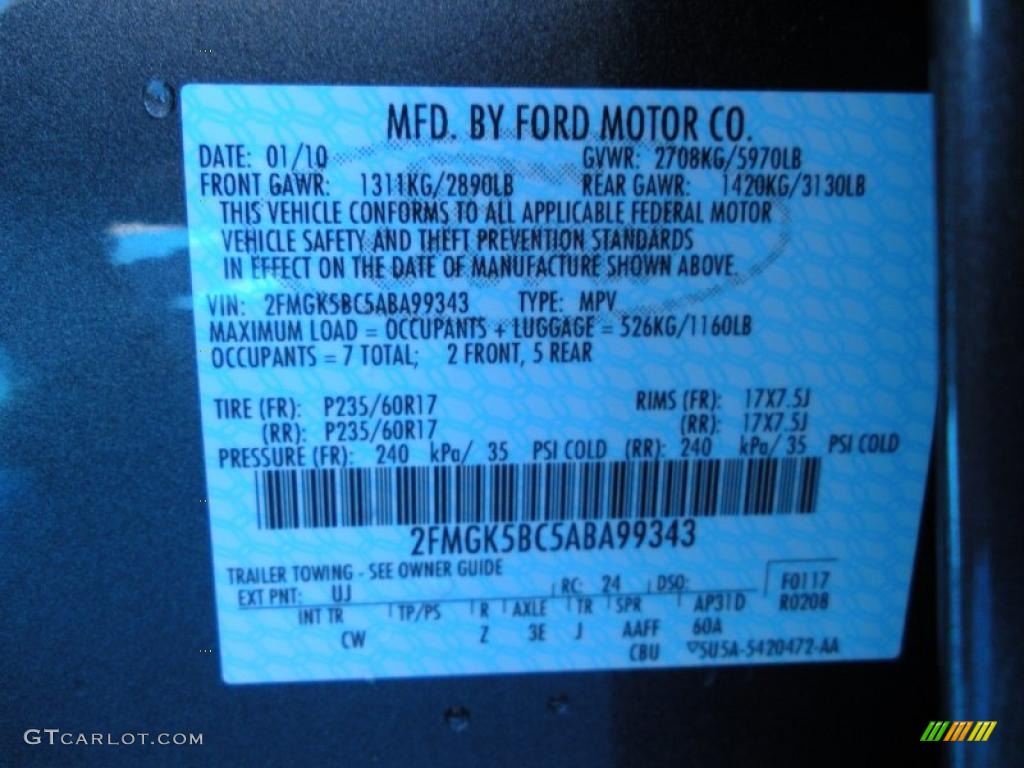 MFD. BY FORD MOTOR CO.
DATE: 01/10 GVWR: 2708KG/5970LB
FRONT GAWR: 1311KG/2890LB REAR GAWR: 1420KG/3130LB
THIS VEHICLE CONFORMS TO ALL APPLICABLE FEDERAL MOTOR
VEHICLE SAFETY AND THEFT PREVENTION STANDARDS
IN EFFECT ON THE DATE OF MANUFACTURE SHOWN ABOVE.
VIN: 2FMGK5BC5ABA99343 TYPE: MPV
MAXIMUM LOAD = OCCUPANTS + LUGGAGE = 526KG/1160LB
OCCUPANTS = 7 TOTAL; 2 FRONT, 5 REAR
TIRE (FR): P235/60R17 RIMS (FR): 17X7.5J
(RR): P235/60R17 (RR): 17X7.5J
PRESSURE (FR): 240 kPa/ 35 PSI COLD (RR): 240 kPa/ 35 PSI COLD
2FMGK5BC5ABA99343
TRAILER TOWING - SEE OWNER GUIDE
EXT PNT: UJ RC: 24 DSO: F0117
INT TR TP/PS R AXLE TR SPR AP31D R0208
CW Z 3E J AAFF 60A
CBU ▽5U5A-5420472-AA
GTCARLOT.COM